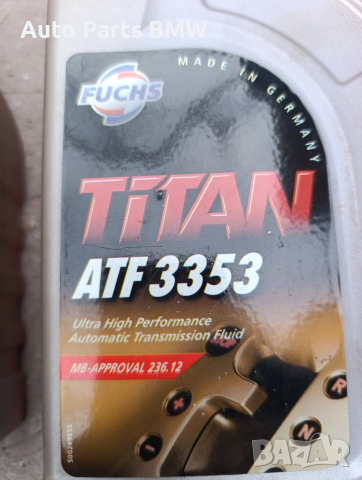 Auto Parts BMW
FUCHS
MADE IN GERMANY
TiTAN
ATF 3353
Ultra High Performance
Automatic Transmission Fluid
MB-APPROVAL 236.12
+
R
N
–
bazar.bg